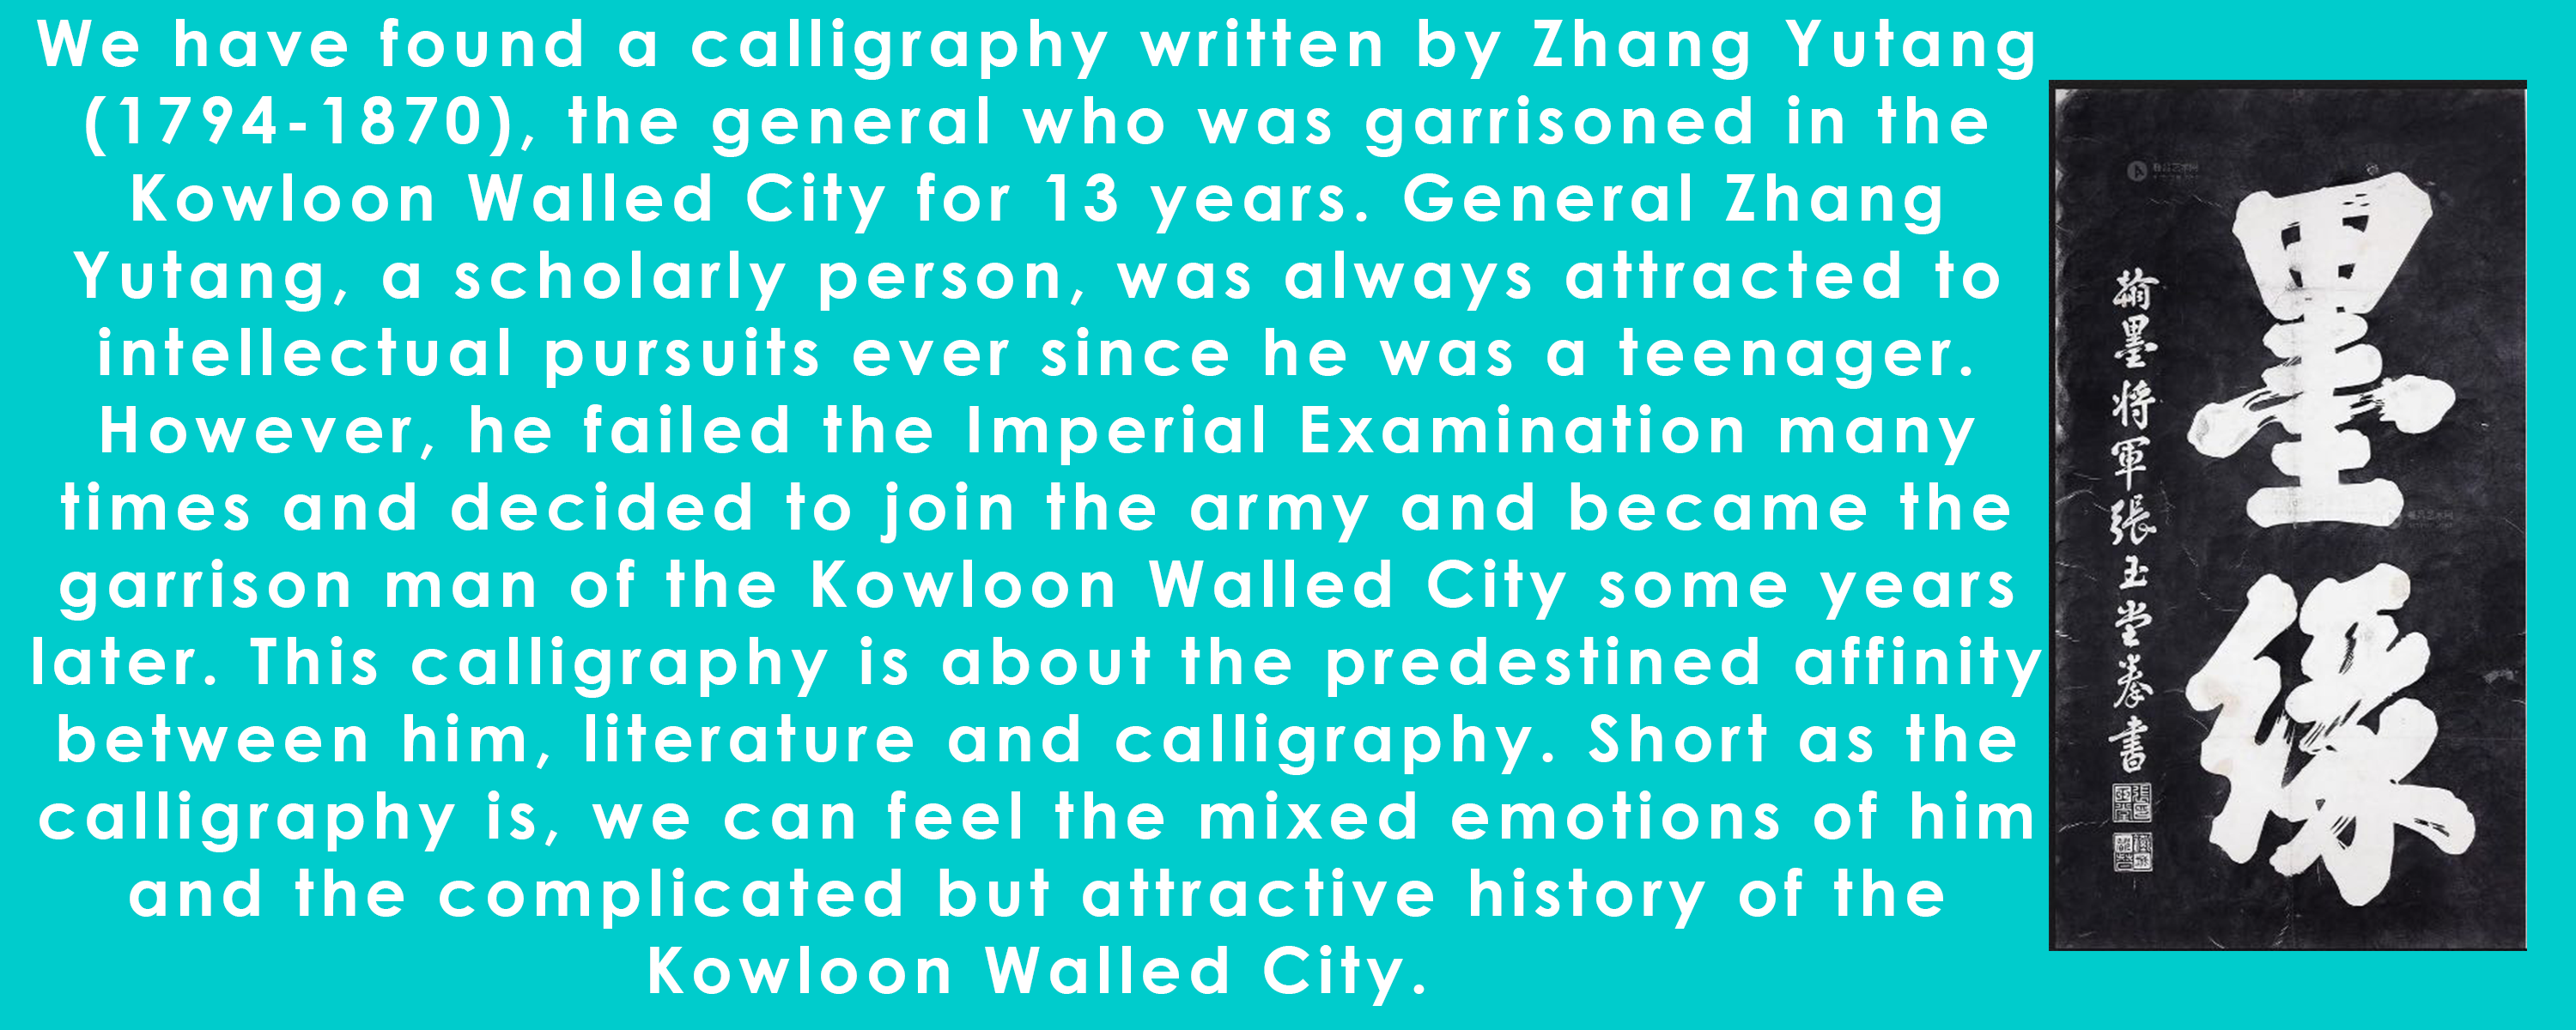 We have found a calligraphy written by Zhang Yutang
(1794-1870), the general who was garrisoned in the
Kowloon Walled City for 13 years. General Zhang
Yutang, a scholarly person, was always attracted to
intellectual pursuits ever since he was a teenager.
However, he failed the Imperial Examination many
times and decided to join the army and became the
garrison man of the Kowloon Walled City some years
later. This calligraphy is about the predestined affinity
between him, literature and calligraphy. Short as the
calligraphy is, we can feel the mixed emotions of him
and the complicated but attractive history of the
Kowloon Walled City.
墨緣
翰墨將軍張玉堂拳書